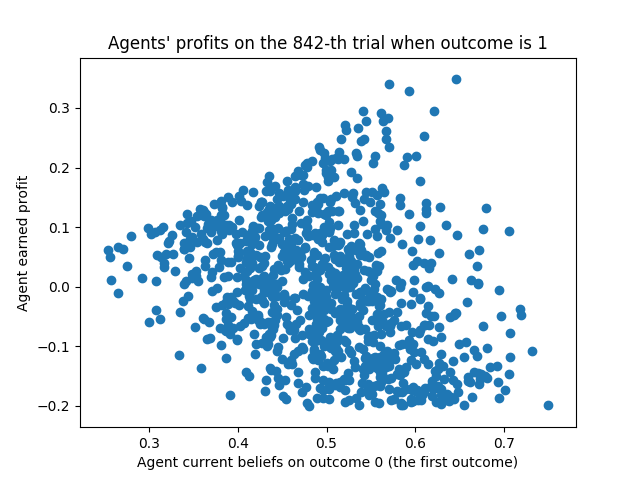 Agents' profits on the 842-th trial when outcome is 1
Agent earned profit
0.3
0.2
0.1
0.0
−0.1
−0.2
0.3 0.4 0.5 0.6 0.7
Agent current beliefs on outcome 0 (the first outcome)